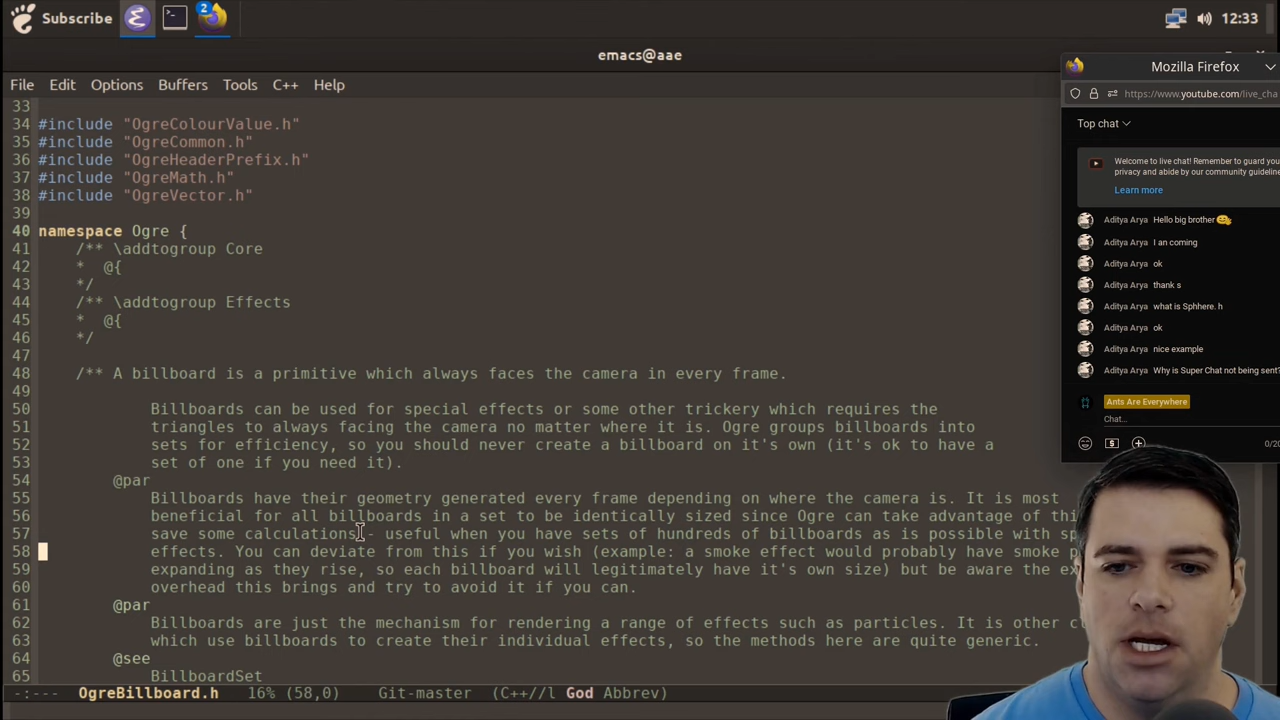 Subscribe
2
12:33
emacs@aae
File Edit Options Buffers Tools C++ Help
33
34 #include "OgreColourValue.h"
35 #include "OgreCommon.h"
36 #include "OgreHeaderPrefix.h"
37 #include "OgreMath.h"
38 #include "OgreVector.h"
39
40 namespace Ogre {
41 /** \addtogroup Core
42 * @{
43 */
44 /** \addtogroup Effects
45 * @{
46 */
47
48 /** A billboard is a primitive which always faces the camera in every frame.
49
50 Billboards can be used for special effects or some other trickery which requires the
51 triangles to always facing the camera no matter where it is. Ogre groups billboards into
52 sets for efficiency, so you should never create a billboard on it's own (it's ok to have a
53 set of one if you need it).
54 @par
55 Billboards have their geometry generated every frame depending on where the camera is. It is most
56 beneficial for all billboards in a set to be identically sized since Ogre can take advantage of thi
57 save some calculations - useful when you have sets of hundreds of billboards as is possible with sp
58 effects. You can deviate from this if you wish (example: a smoke effect would probably have smoke p
59 expanding as they rise, so each billboard will legitimately have it's own size) but be aware the ex
60 overhead this brings and try to avoid it if you can.
61 @par
62 Billboards are just the mechanism for rendering a range of effects such as particles. It is other c
63 which use billboards to create their individual effects, so the methods here are quite generic.
64 @see
65 BillboardSet
-:--- OgreBillboard.h 16% (58,0) Git-master (C++//l God Abbrev)
Mozilla Firefox
https://www.youtube.com/live_cha
Top chat
Welcome to live chat! Remember to guard you
privacy and abide by our community guideline
Learn more
Aditya Arya Hello big brother
Aditya Arya I an coming
Aditya Arya ok
Aditya Arya thank s
Aditya Arya what is Sphhere. h
Aditya Arya ok
Aditya Arya nice example
Aditya Arya Why is Super Chat not being sent?
Ants Are Everywhere
Chat...
0/20